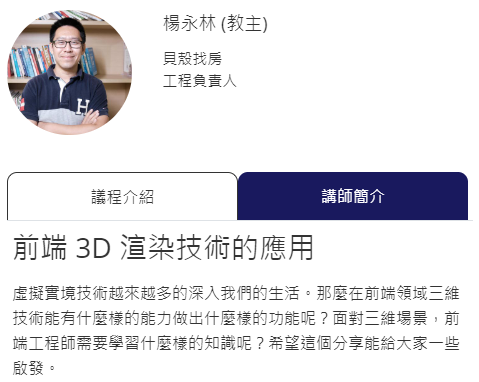 楊永林 (教主)
貝殼找房
工程負責人
議程介紹
講師簡介
前端 3D 渲染技術的應用
虛擬實境技術越來越多的深入我們的生活。那麼在前端領域三維
技術能有什麼樣的能力做出什麼樣的功能呢？面對三維場景，前
端工程師需要學習什麼樣的知識呢？希望這個分享能給大家一些
啟發。